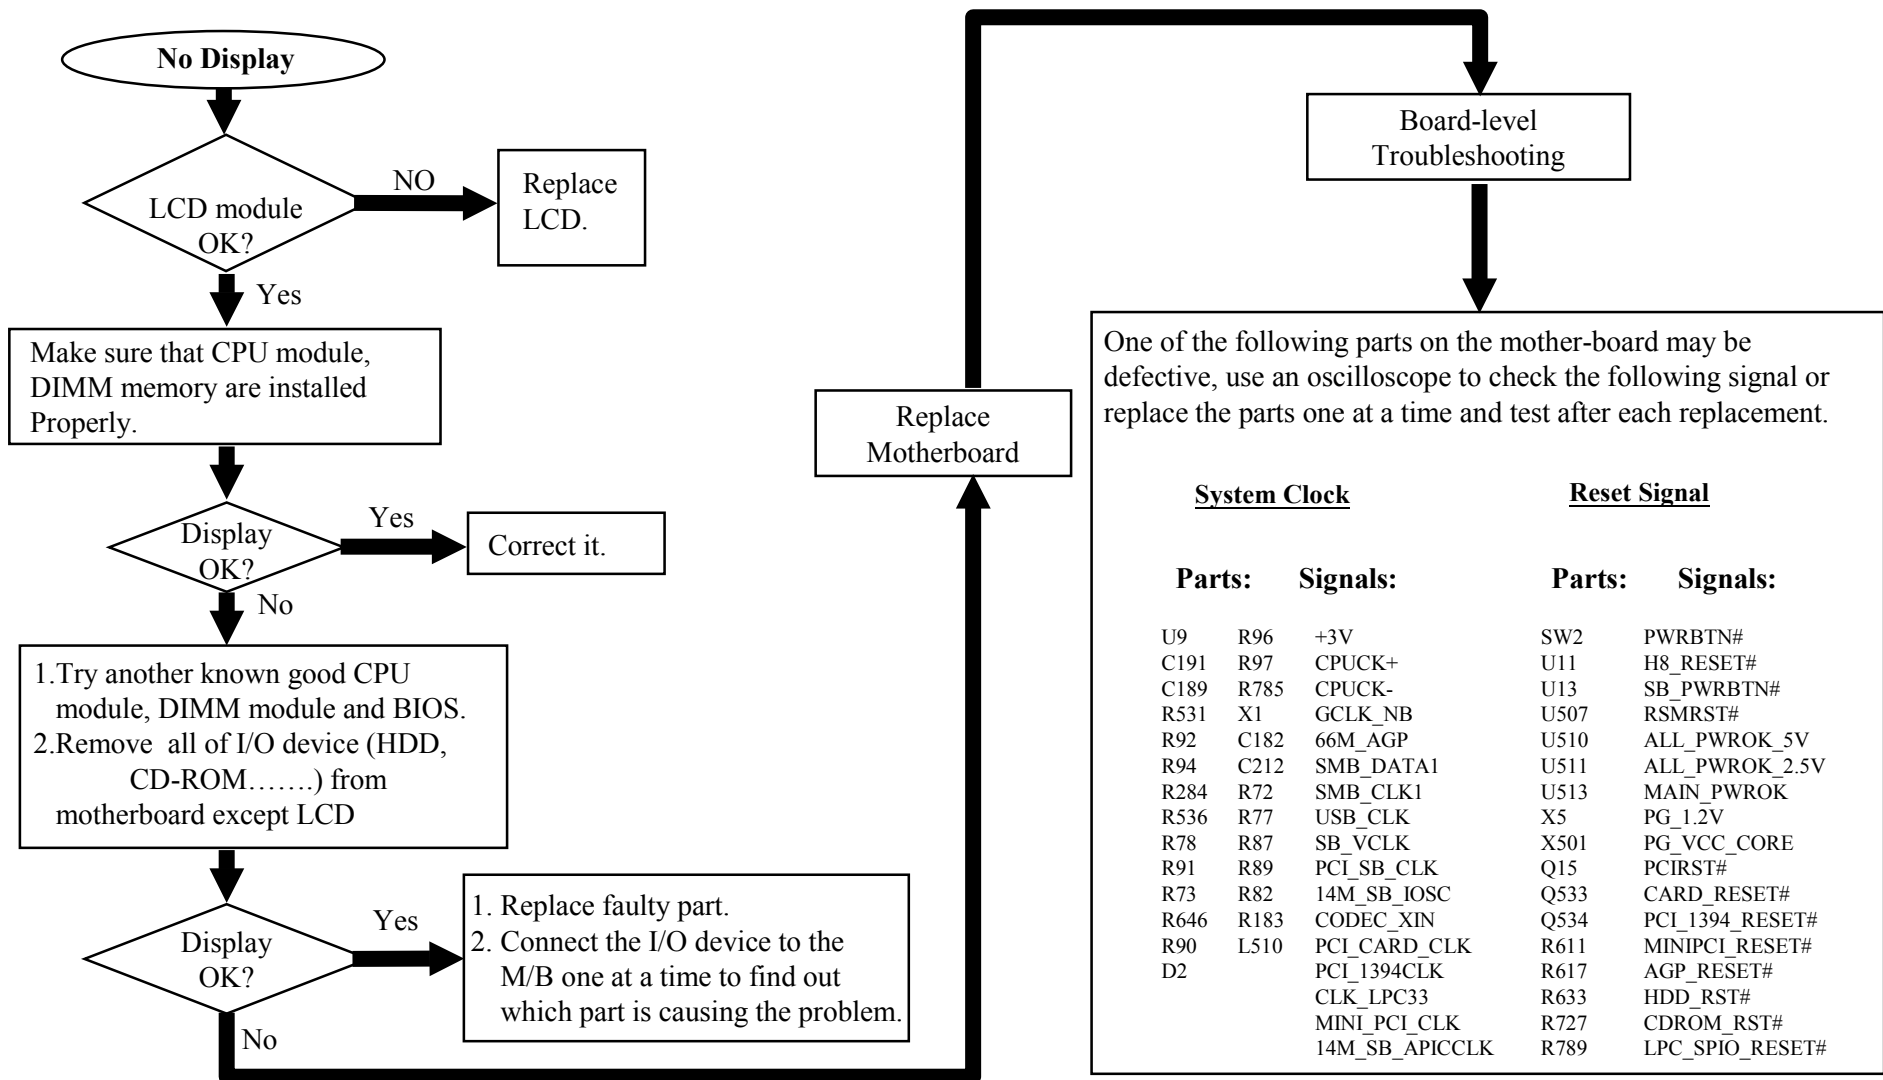 No Display
LCD module
OK?
NO
Replace
LCD.
Yes
Make sure that CPU module,
DIMM memory are installed
Properly.
Display
OK?
Yes
Correct it.
No
1.Try another known good CPU
module, DIMM module and BIOS.
2.Remove all of I/O device (HDD,
CD-ROM…….) from
motherboard except LCD
Display
OK?
Yes
1. Replace faulty part.
2. Connect the I/O device to the
M/B one at a time to find out
which part is causing the problem.
No
Replace
Motherboard
Board-level
Troubleshooting
One of the following parts on the mother-board may be
defective, use an oscilloscope to check the following signal or
replace the parts one at a time and test after each replacement.
System Clock Reset Signal
Parts: Signals: Parts: Signals:
U9 R96 +3V SW2 PWRBTN#
C191 R97 CPUCK+ U11 H8_RESET#
C189 R785 CPUCK- U13 SB_PWRBTN#
R531 X1 GCLK_NB U507 RSMRST#
R92 C182 66M_AGP U510 ALL_PWROK_5V
R94 C212 SMB_DATA1 U511 ALL_PWROK_2.5V
R284 R72 SMB_CLK1 U513 MAIN_PWROK
R536 R77 USB_CLK X5 PG_1.2V
R78 R87 SB_VCLK X501 PG_VCC_CORE
R91 R89 PCI_SB_CLK Q15 PCIRST#
R73 R82 14M_SB_IOSC Q533 CARD_RESET#
R646 R183 CODEC_XIN Q534 PCI_1394_RESET#
R90 L510 PCI_CARD_CLK R611 MINIPCI_RESET#
D2 PCI_1394CLK R617 AGP_RESET#
CLK_LPC33 R633 HDD_RST#
MINI_PCI_CLK R727 CDROM_RST#
14M_SB_APICCLK R789 LPC_SPIO_RESET#